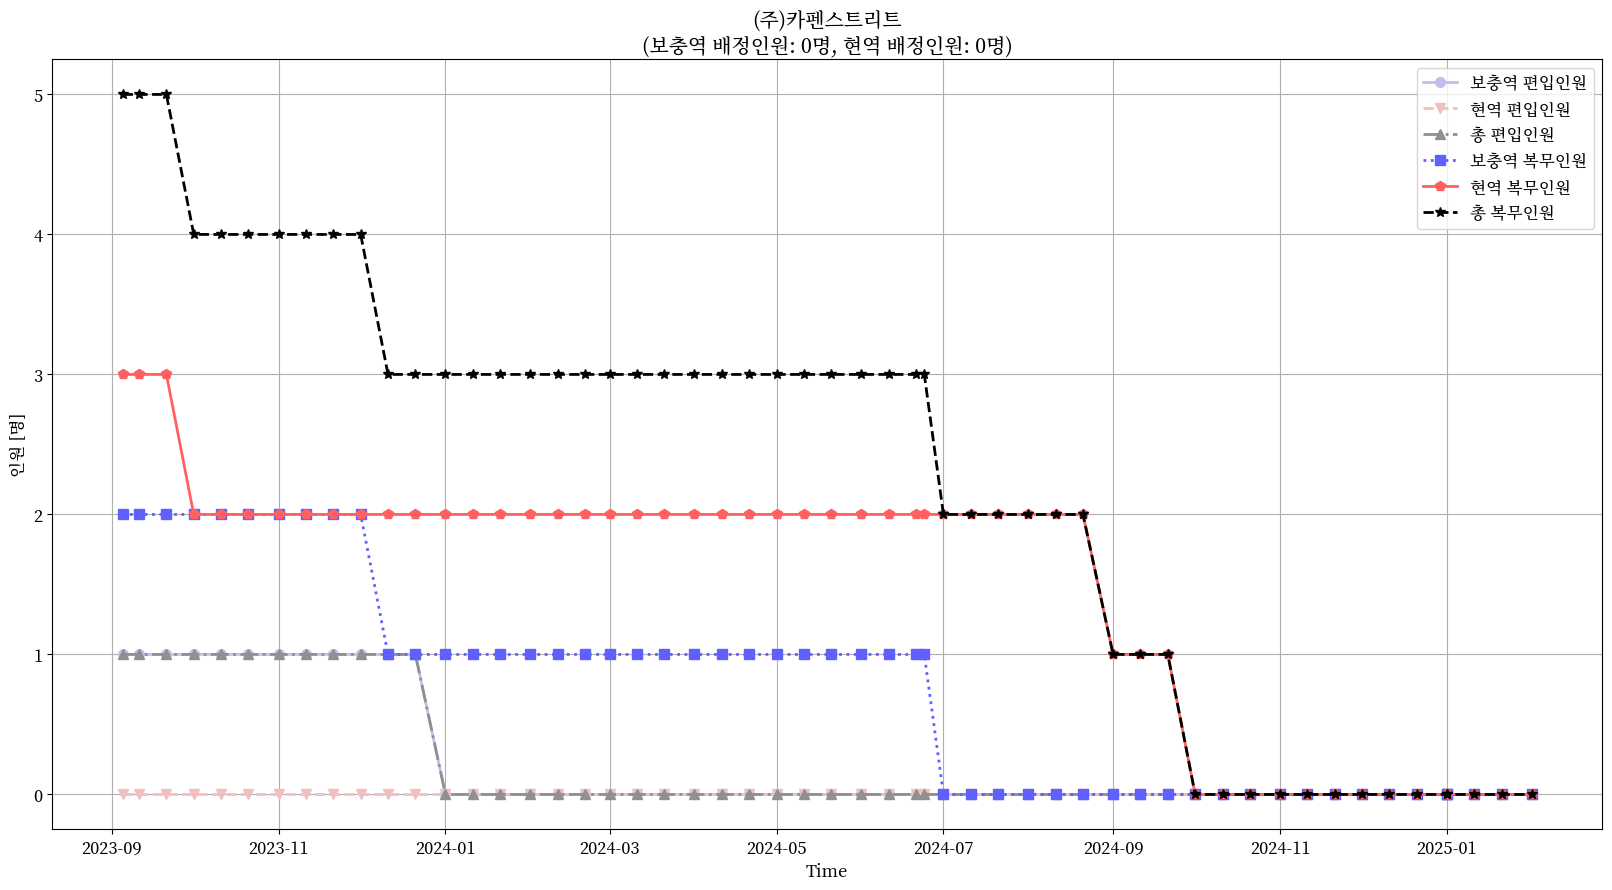 (주)카펜스트리트
(보충역 배정인원: 0명, 현역 배정인원: 0명)
보충역 편입인원
현역 편입인원
총 편입인원
보충역 복무인원
현역 복무인원
총 복무인원
인원 [명]
5
4
3
2
1
0
2023-09
2023-11
2024-01
2024-03
2024-05
2024-07
2024-09
2024-11
2025-01
Time